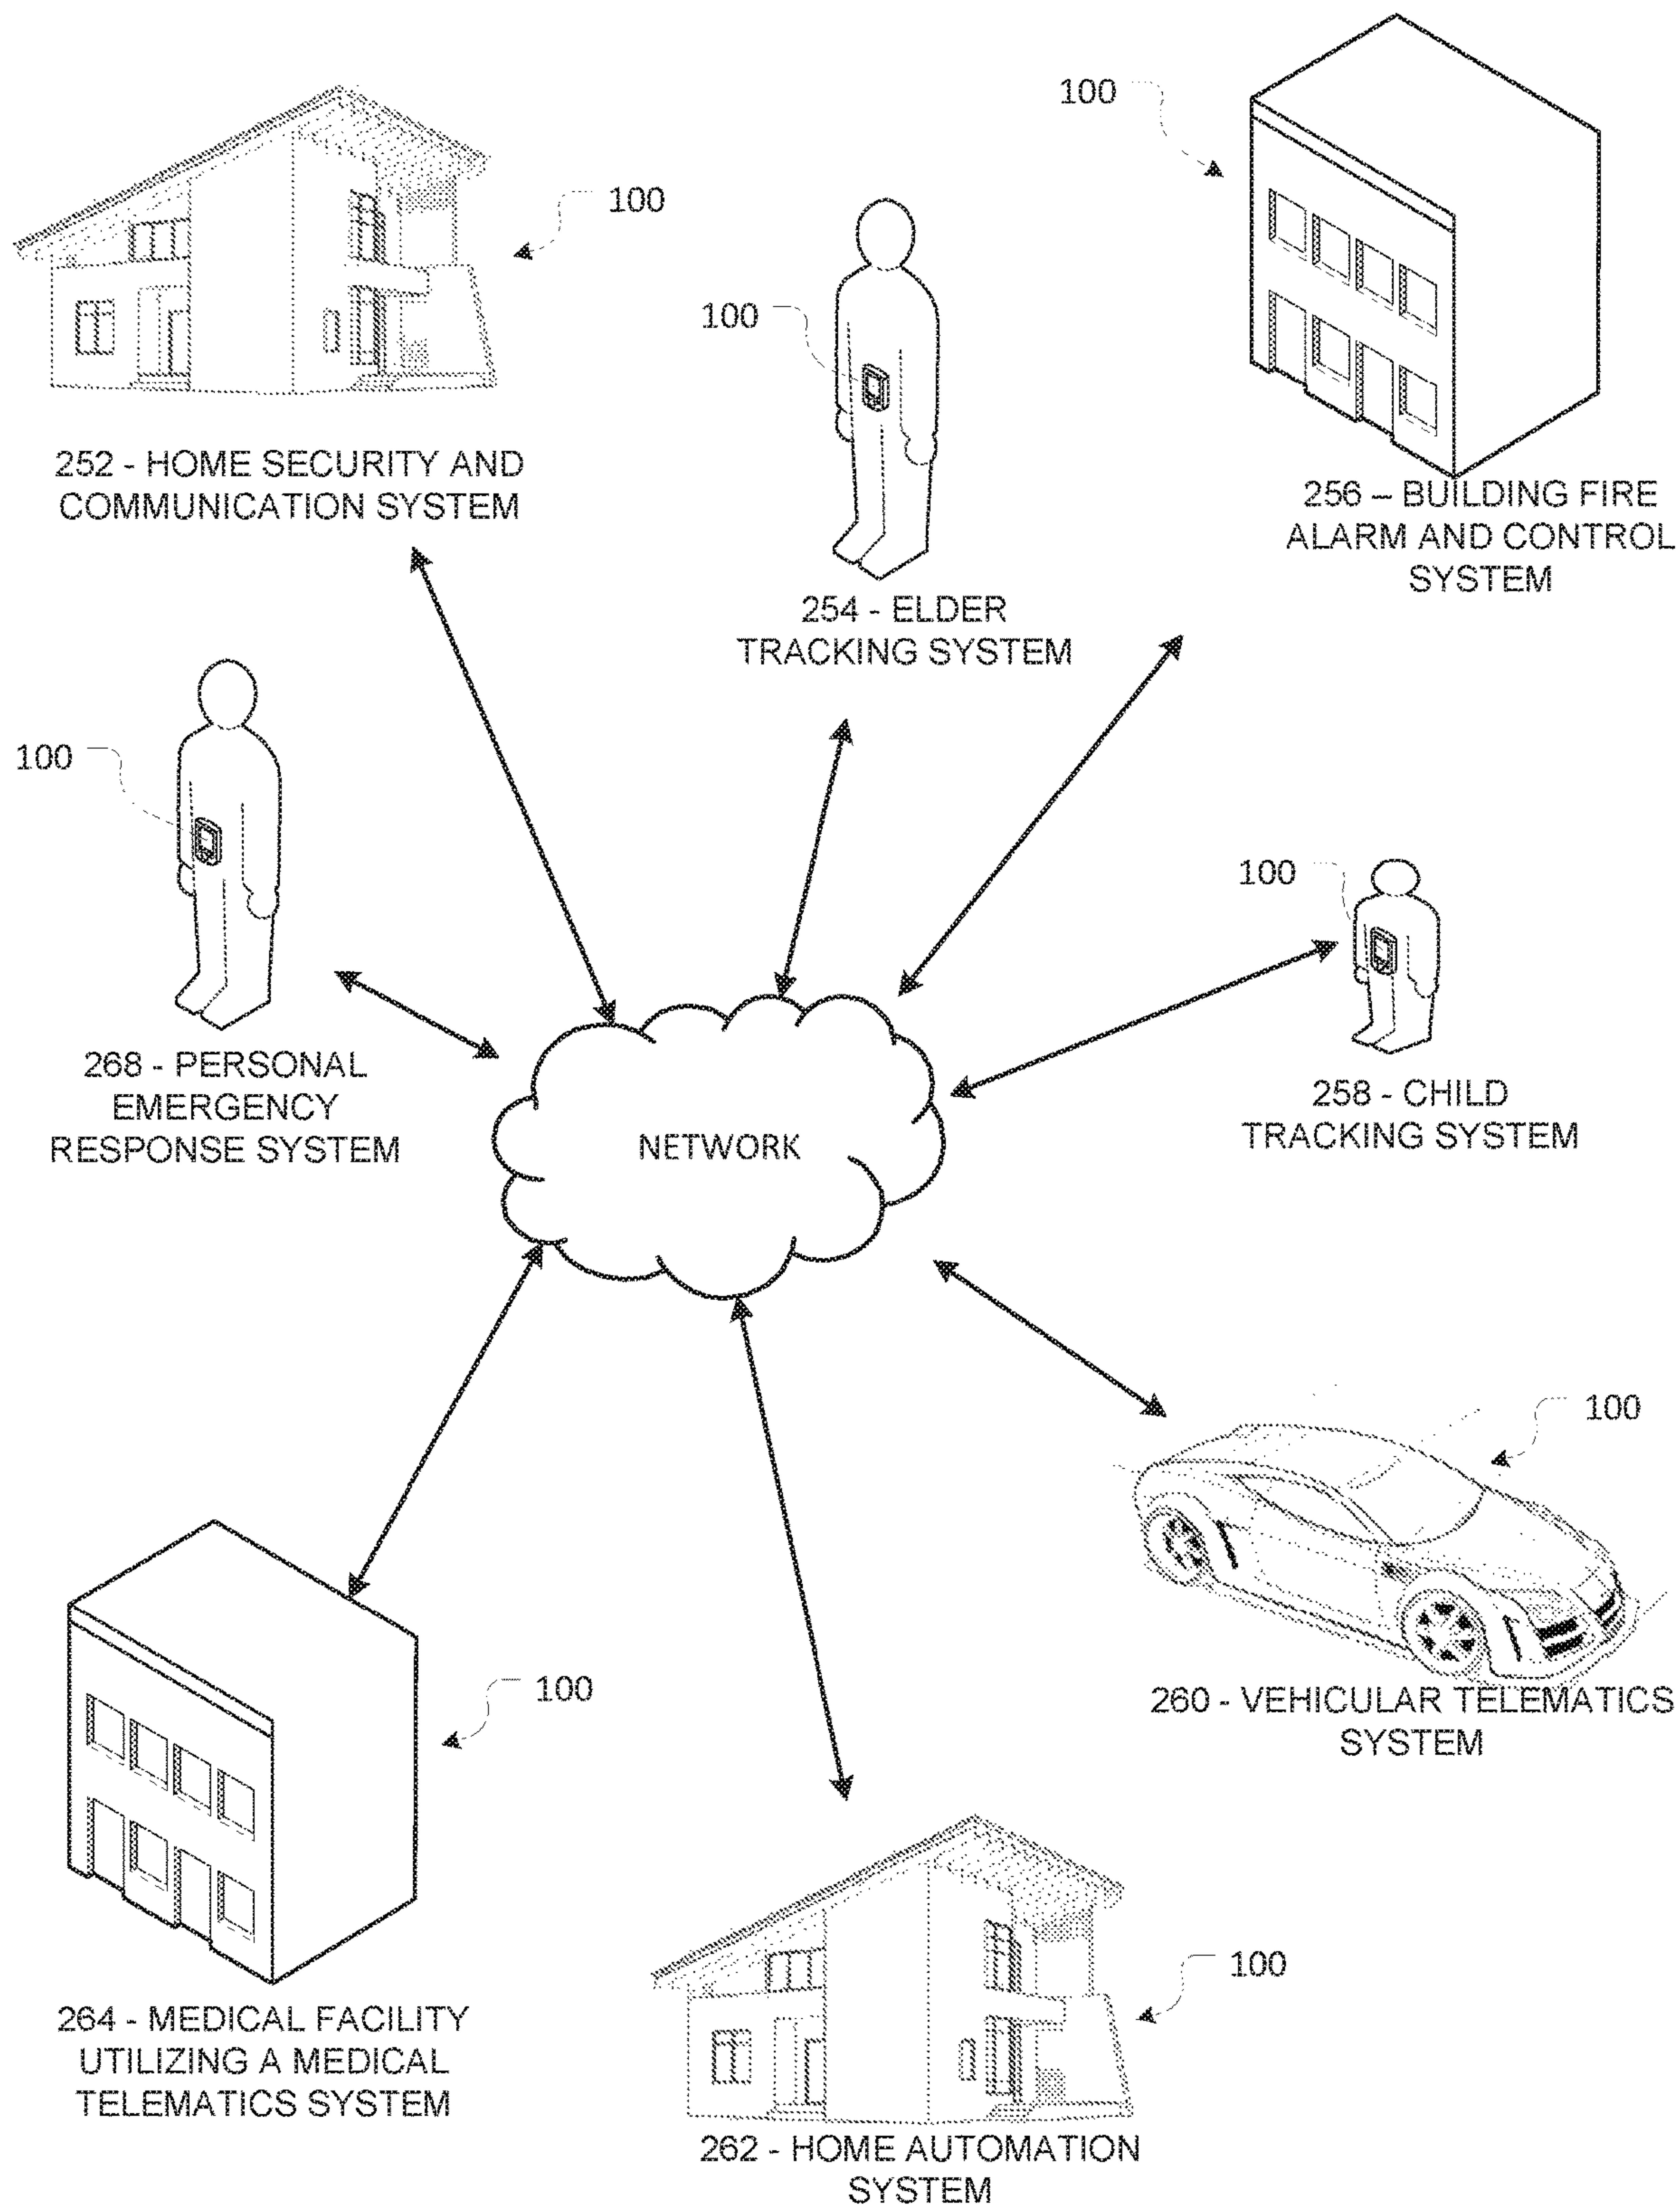 100
100
252 - HOME SECURITY AND
COMMUNICATION SYSTEM
100
256 – BUILDING FIRE
ALARM AND CONTROL
SYSTEM
254 - ELDER
TRACKING SYSTEM
100
268 - PERSONAL
EMERGENCY
RESPONSE SYSTEM
100
258 - CHILD
TRACKING SYSTEM
NETWORK
100
260 - VEHICULAR TELEMATICS
SYSTEM
100
264 - MEDICAL FACILITY
UTILIZING A MEDICAL
TELEMATICS SYSTEM
100
262 - HOME AUTOMATION
SYSTEM